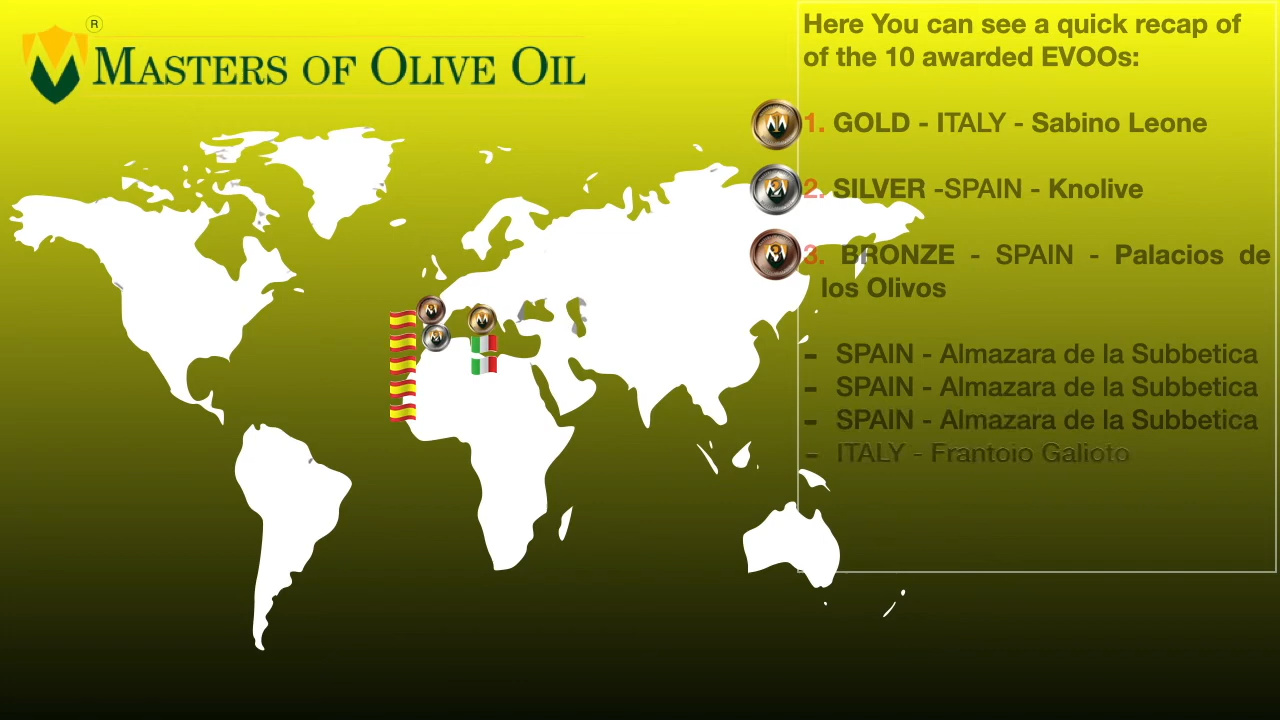 R
MASTERS OF OLIVE OIL
Here You can see a quick recap of
of the 10 awarded EVOOs:
1. GOLD - ITALY - Sabino Leone
2. SILVER -SPAIN - Knolive
3. BRONZE - SPAIN - Palacios de
los Olivos
- SPAIN - Almazara de la Subbetica
- SPAIN - Almazara de la Subbetica
- SPAIN - Almazara de la Subbetica
- ITALY - Frantoio Galioto